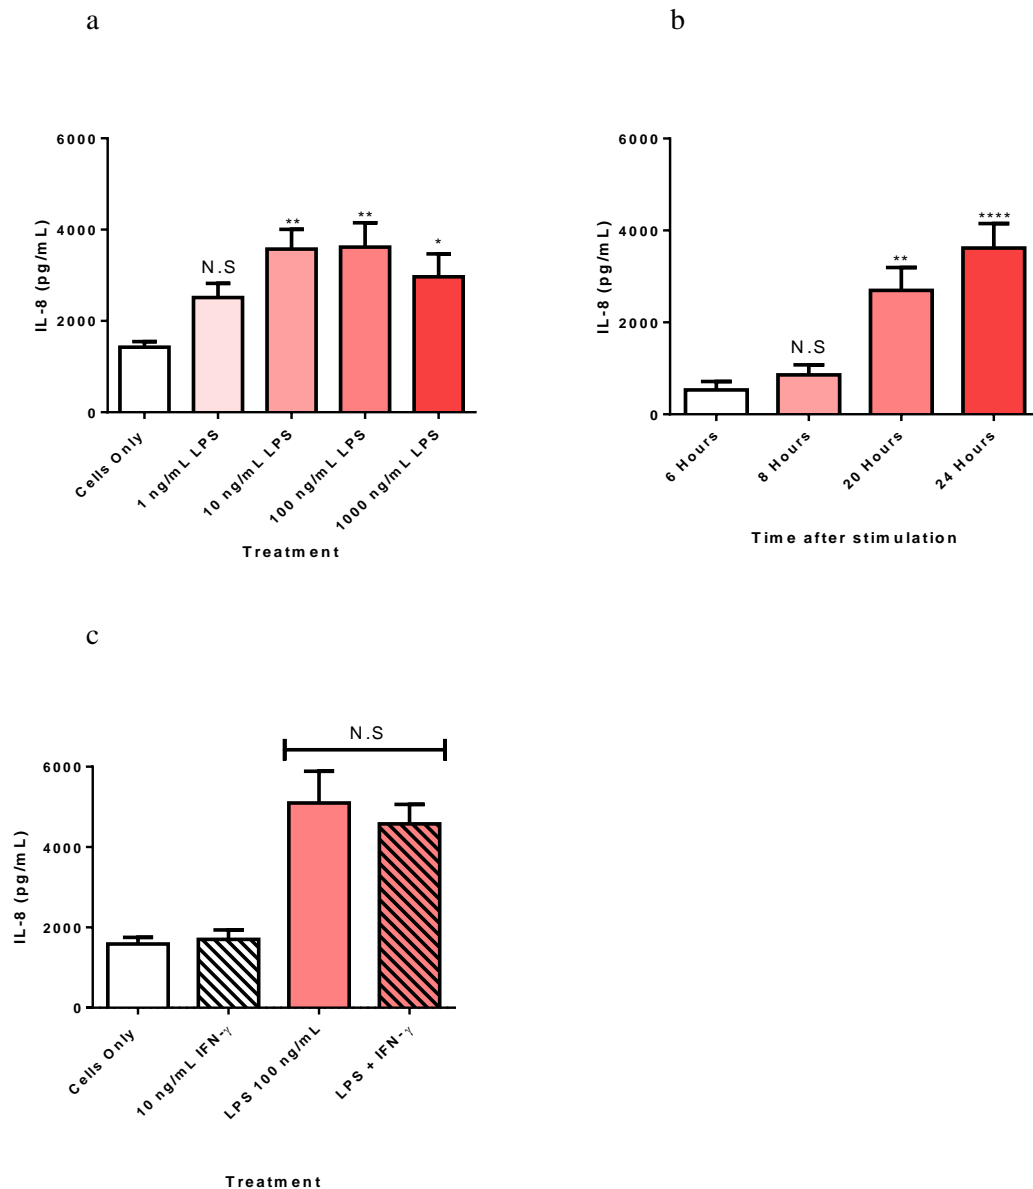 a
6000
4000
2000
0
IL-8 (pg/mL)
N.S
**
**
*
Cells Only
1 ng/mL LPS
10 ng/mL LPS
100 ng/mL LPS
1000 ng/mL LPS
Treatment
b
6000
4000
2000
0
IL-8 (pg/mL)
N.S
**
****
6 Hours
8 Hours
20 Hours
24 Hours
Time after stimulation
c
N.S
6000
4000
2000
0
IL-8 (pg/mL)
Cells Only
10 ng/mL IFN-γ
LPS 100 ng/mL
LPS + IFN-γ
Treatment